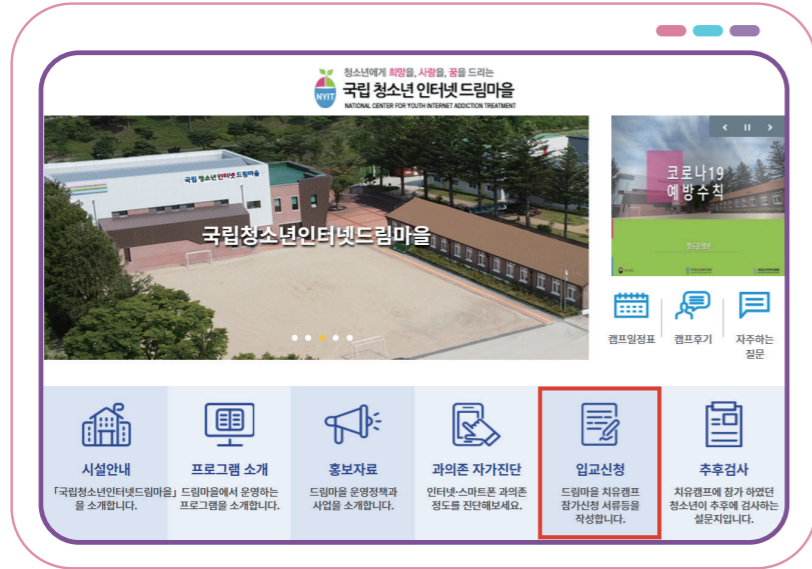 청소년에게 희망을, 사랑을, 꿈을 드리는
NYIT
국립 청소년 인터넷 드림마을
NATIONAL CENTER FOR YOUTH INTERNET ADDICTION TREATMENT
국립 청소년인터넷드림마을
국립청소년인터넷드림마을
코로나19
예방수칙
캠프일정표
캠프후기
자주하는
질문
시설안내
「국립청소년인터넷드림마을」
을 소개합니다.
프로그램 소개
드림마을에서 운영하는
프로그램을 소개합니다.
홍보자료
드림마을 운영정책과
사업을 소개합니다.
과의존 자가진단
인터넷·스마트폰 과의존
정도를 진단해보세요.
입교신청
드림마을 치유캠프
참가신청 서류등을
작성합니다.
추후검사
치유캠프에 참가 하였던
청소년이 추후에 검사하는
설문지입니다.